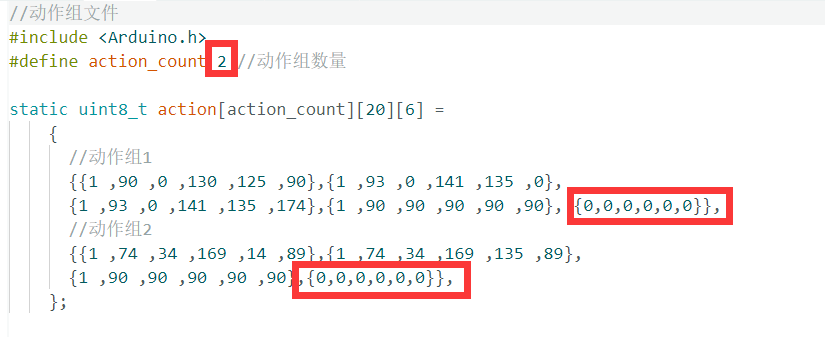 //动作组文件
#include <Arduino.h>
#define action_count 2 //动作组数量
static uint8_t action[action_count][20][6] =
{
//动作组1
{{1 ,90 ,0 ,130 ,125 ,90},{1 ,93 ,0 ,141 ,135 ,0},
{1 ,93 ,0 ,141 ,135 ,174},{1 ,90 ,90 ,90 ,90 ,90}, {0,0,0,0,0,0}},
//动作组2
{{1 ,74 ,34 ,169 ,14 ,89},{1 ,74 ,34 ,169 ,135 ,89},
{1 ,90 ,90 ,90 ,90 ,90},{0,0,0,0,0,0}},
};